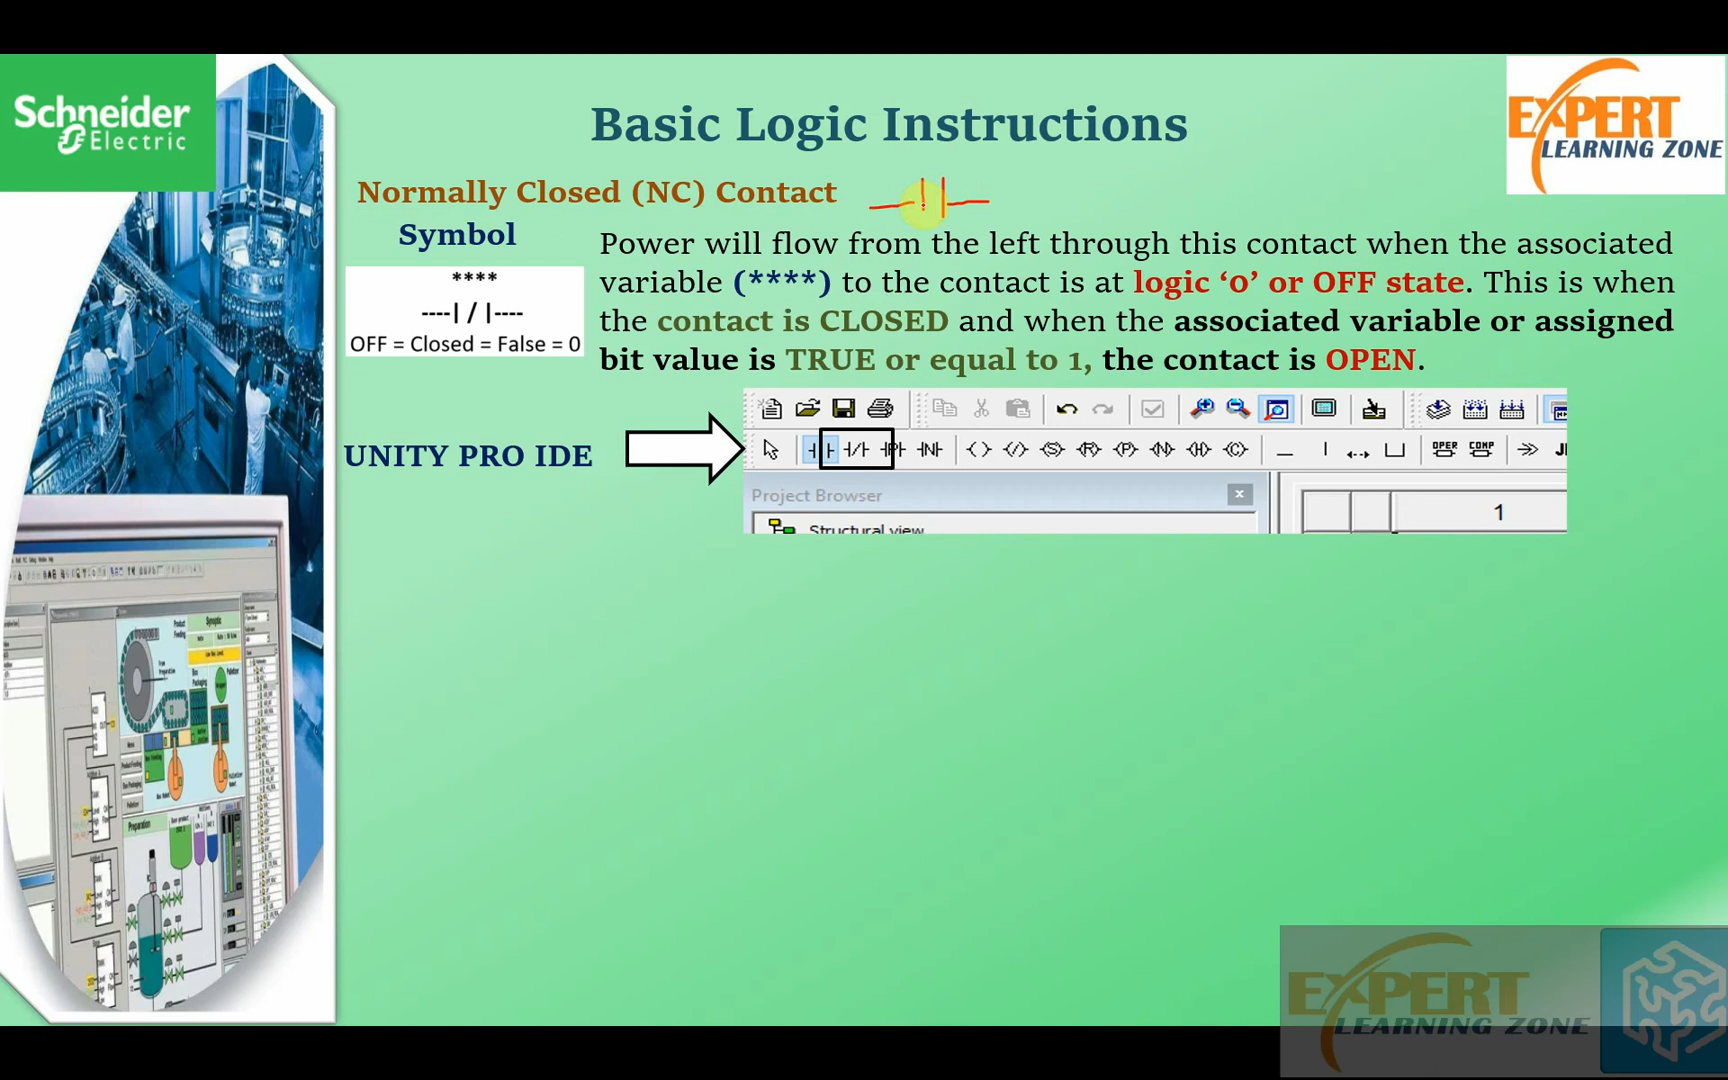 Schneider
Electric
Basic Logic Instructions
EXPERT
LEARNING ZONE
Normally Closed (NC) Contact
Symbol
****
----| / |----
OFF = Closed = False = 0
Power will flow from the left through this contact when the associated
variable (****) to the contact is at logic ‘0’ or OFF state. This is when
the contact is CLOSED and when the associated variable or assigned
bit value is TRUE or equal to 1, the contact is OPEN.
UNITY PRO IDE
OPER
COMP
Project Browser
Structural view
1
Synoptic
Preparation
EXPERT
LEARNING ZONE